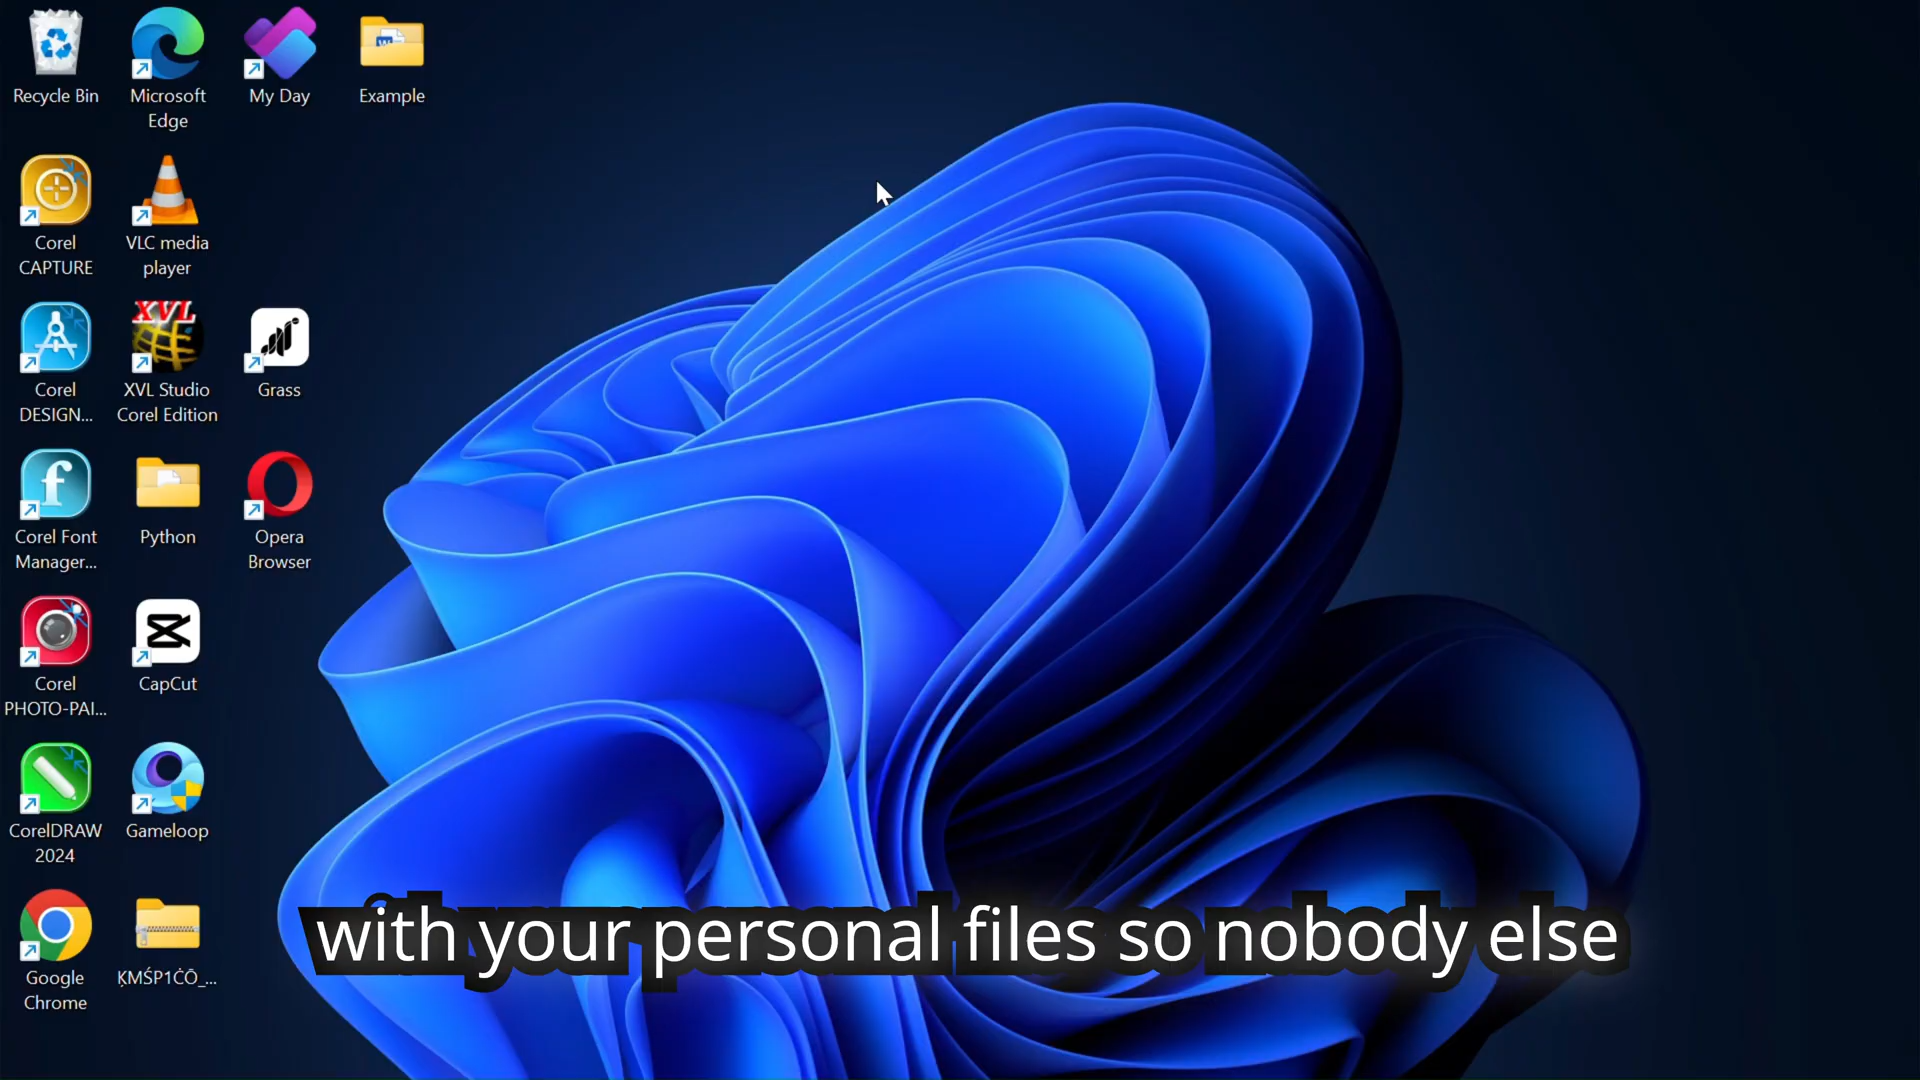 Recycle Bin
Microsoft
Edge
My Day
Example
Corel
CAPTURE
VLC media
player
Corel
DESIGN...
XVL
XVL Studio
Corel Edition
Grass
Corel Font
Manager...
Python
Opera
Browser
Corel
PHOTO-PAI...
CapCut
CorelDRAW
2024
Gameloop
Google
Chrome
ĶMŚP1ĊŌ_...
with your personal files so nobody else